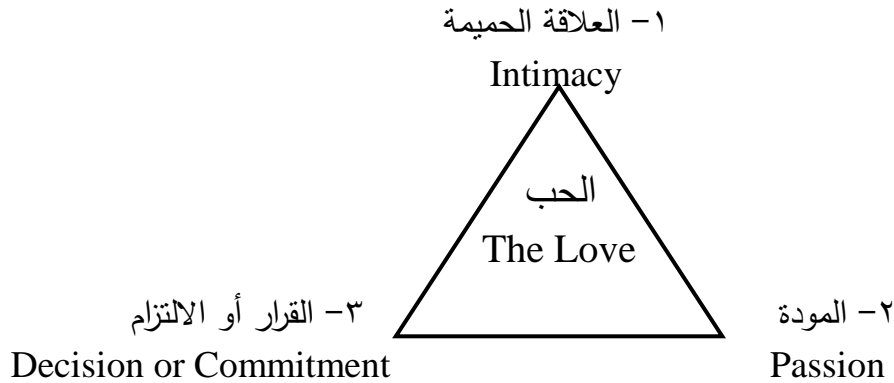 ١- العلاقة الحميمة
Intimacy
الحب
The Love
٢- المودة
Passion
٣- القرار أو الالتزام
Decision or Commitment